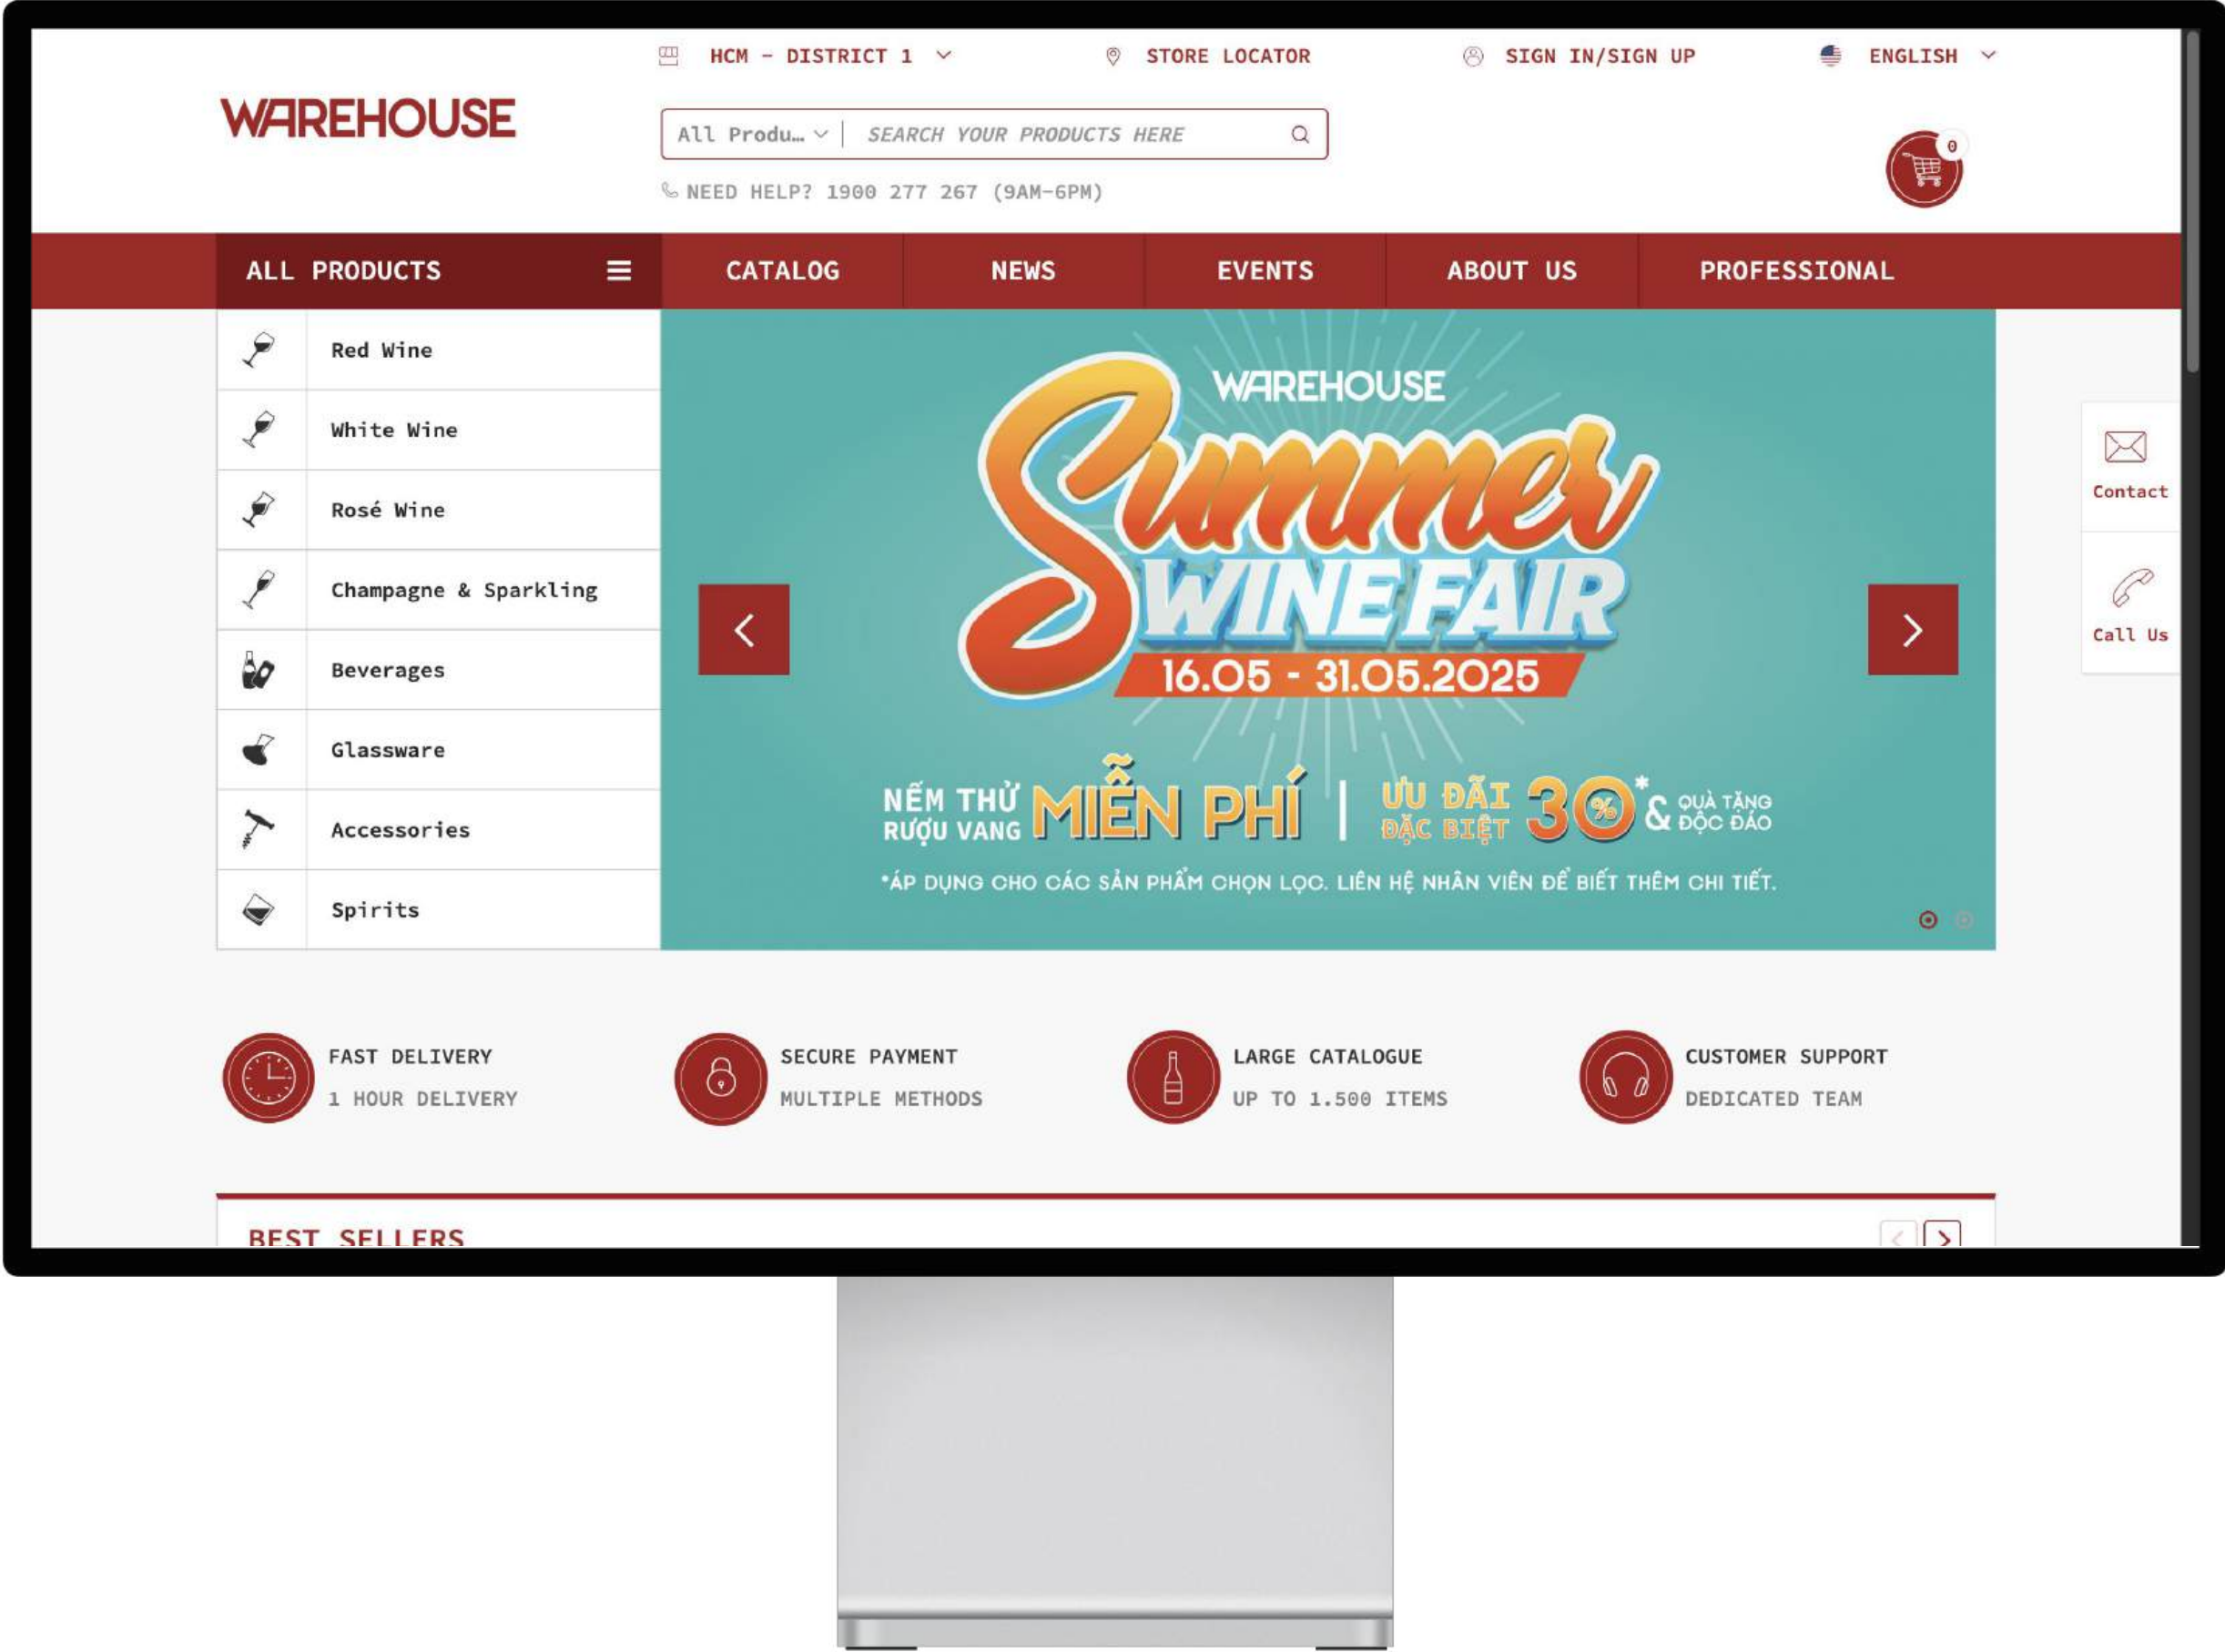 HCM - DISTRICT 1
STORE LOCATOR
SIGN IN/SIGN UP
ENGLISH
WAREHOUSE
All Produ...
SEARCH YOUR PRODUCTS HERE
0
NEED HELP? 1900 277 267 (9AM-6PM)
ALL PRODUCTS
CATALOG
NEWS
EVENTS
ABOUT US
PROFESSIONAL
Red Wine
White Wine
Rosé Wine
Champagne & Sparkling
Beverages
Glassware
Accessories
Spirits
WAREHOUSE
Summer
WINE FAIR
16.05 - 31.05.2025
NẾM THỬ
RƯỢU VANG
MIỄN PHÍ
ƯU ĐÃI
ĐẶC BIỆT
30%*
& QUÀ TẶNG
ĐỘC ĐÁO
*ÁP DỤNG CHO CÁC SẢN PHẨM CHỌN LỌC. LIÊN HỆ NHÂN VIÊN ĐỂ BIẾT THÊM CHI TIẾT.
Contact
Call Us
FAST DELIVERY
1 HOUR DELIVERY
SECURE PAYMENT
MULTIPLE METHODS
LARGE CATALOGUE
UP TO 1.500 ITEMS
CUSTOMER SUPPORT
DEDICATED TEAM
BEST SELLERS